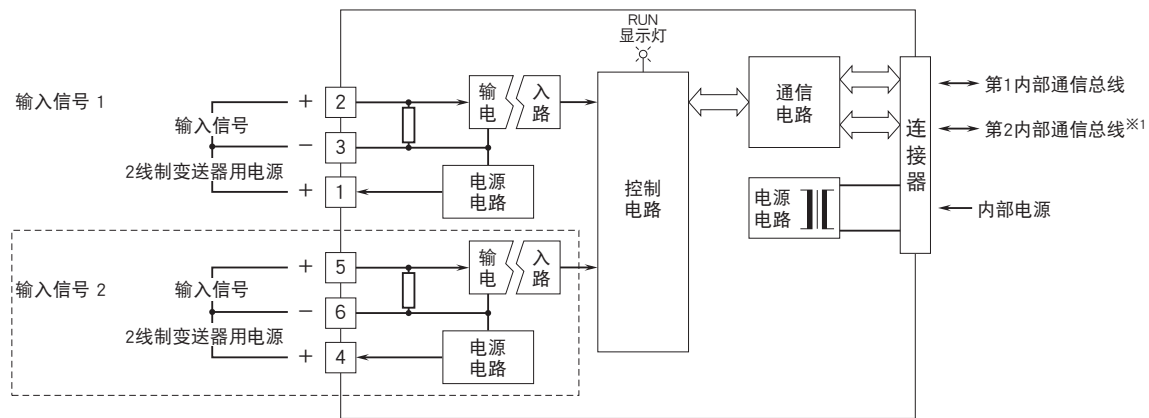 RUN
显示灯
输入信号 1
输入信号
2线制变送器用电源
+
−
+
2
3
1
输 入
电 路
电源
电路
输入信号 2
输入信号
2线制变送器用电源
+
−
+
5
6
4
输 入
电 路
电源
电路
控制
电路
通信
电路
电源
电路
连接器
第1内部通信总线
第2内部通信总线※1
内部电源